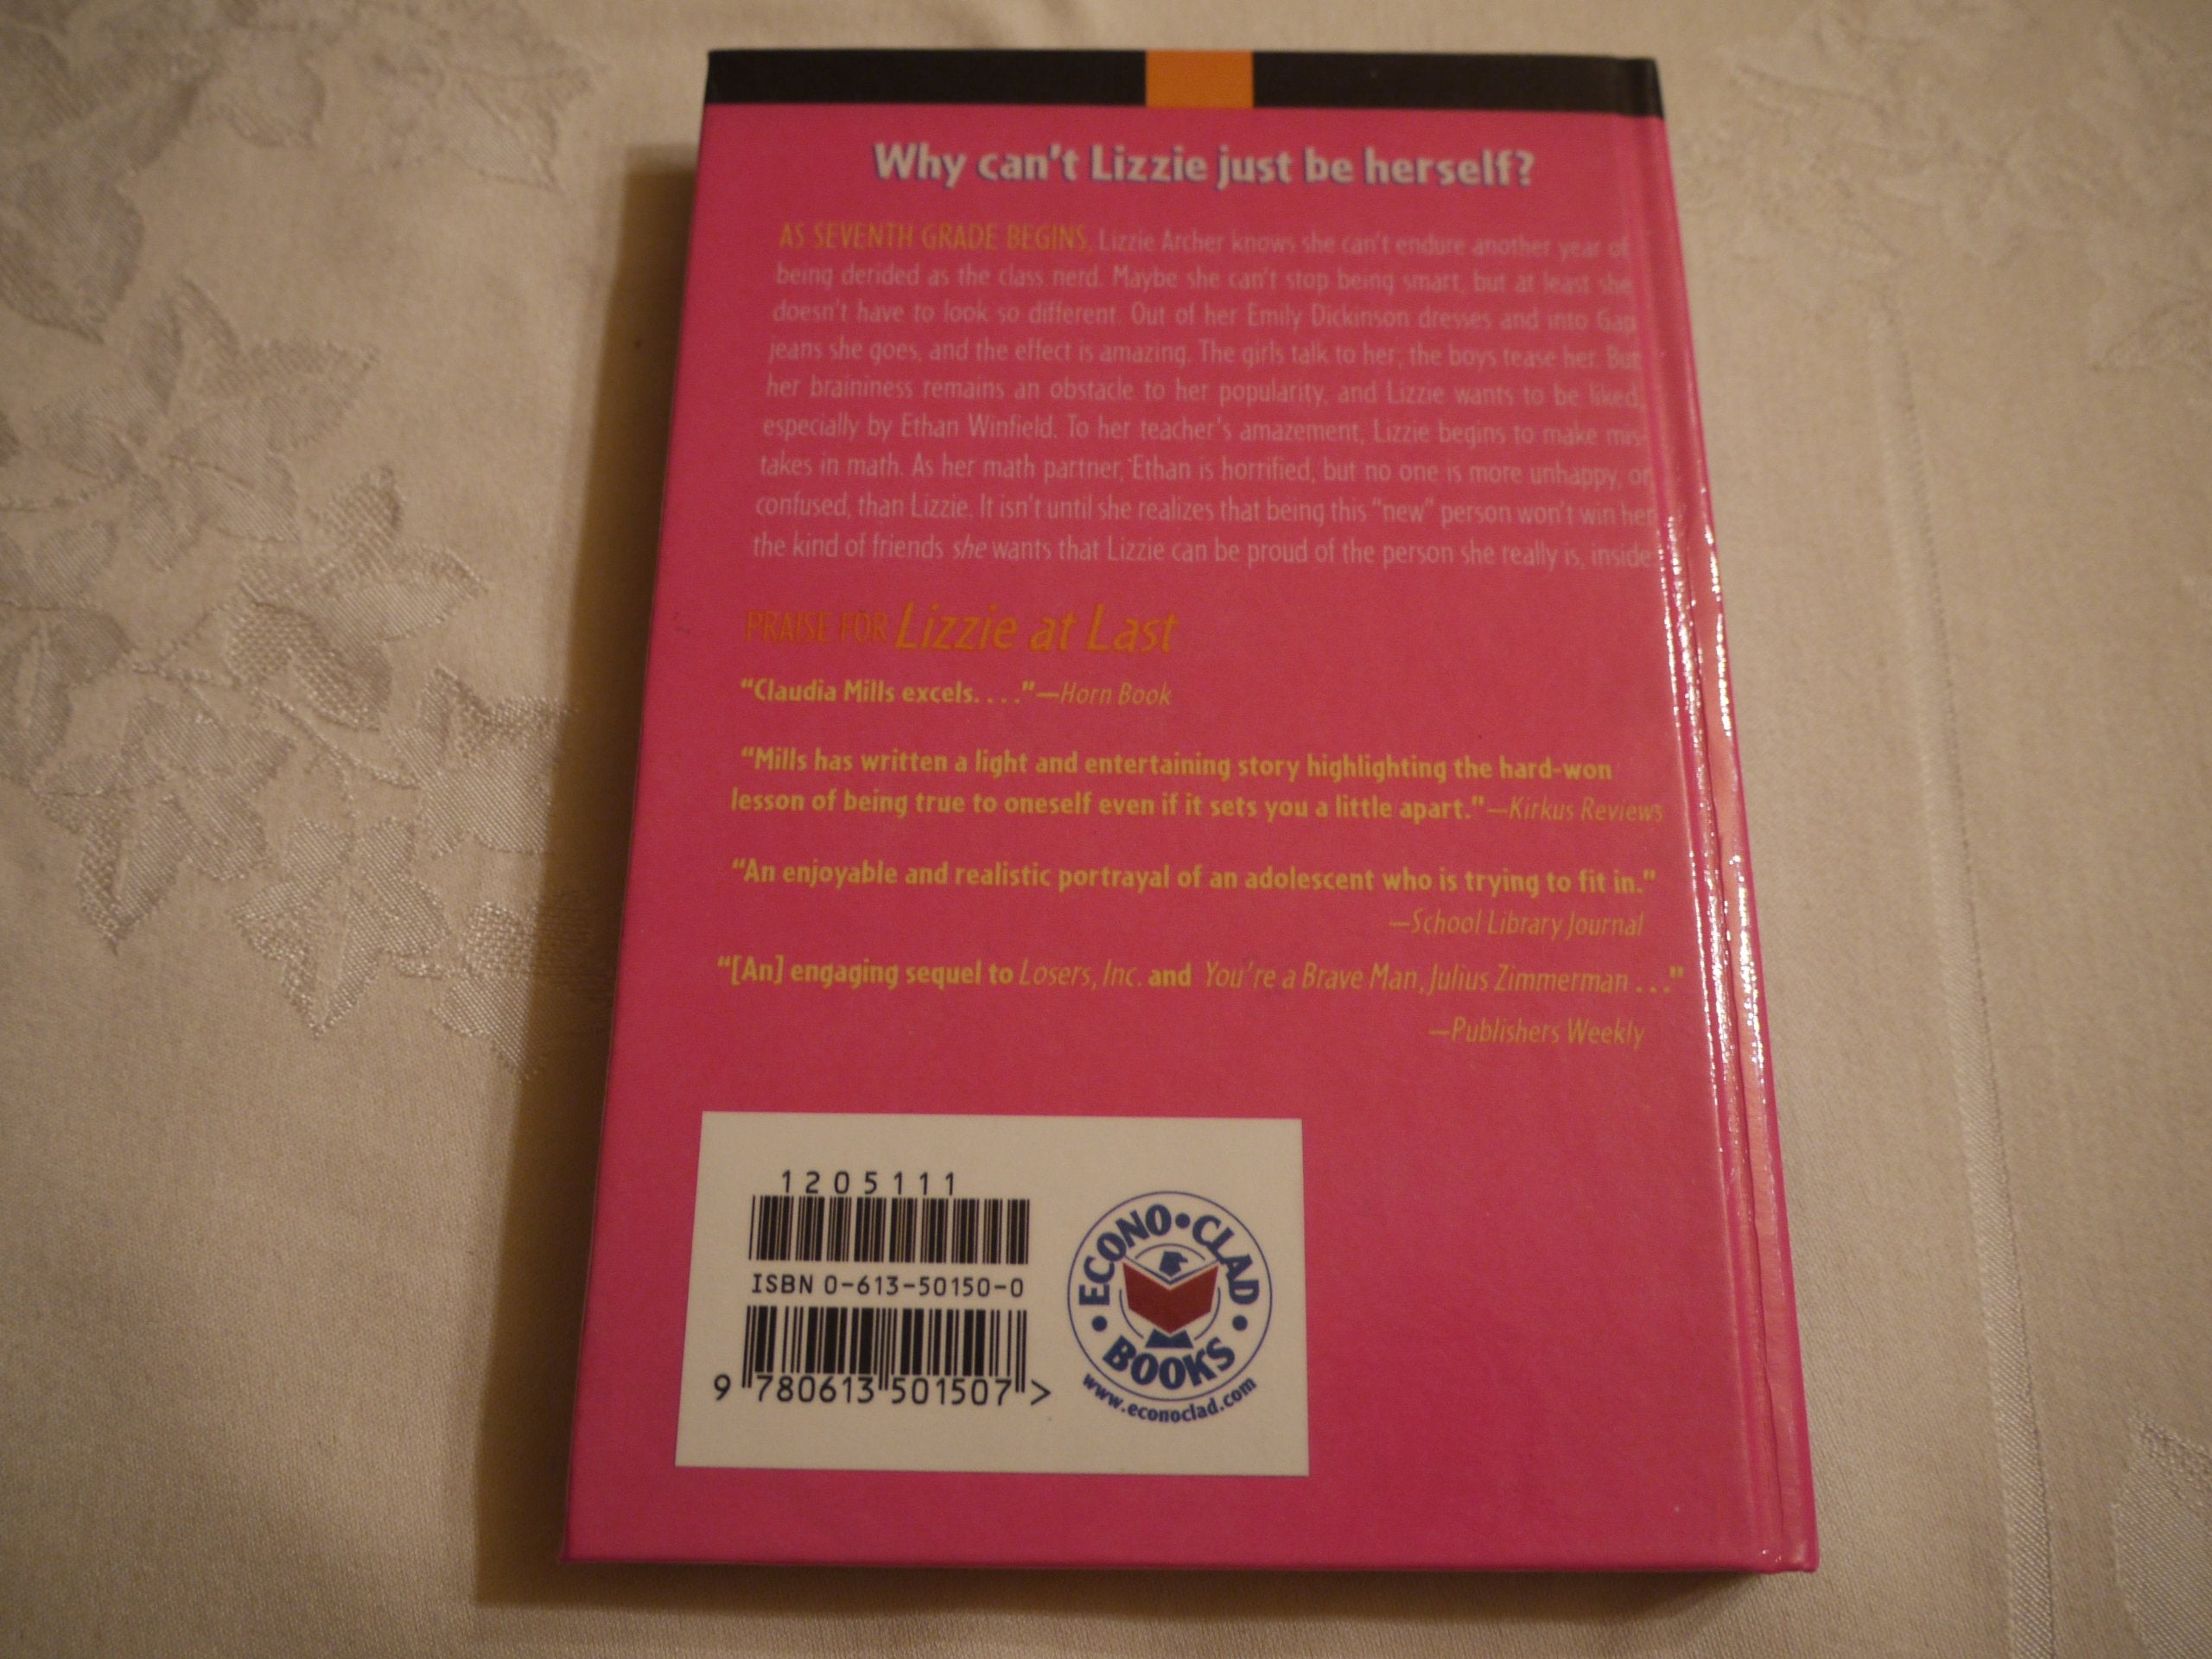 Why can't Lizzie just be herself?
AS SEVENTH GRADE BEGINS, Lizzie Archer knows she can't endure another year of
being derided as the class nerd. Maybe she can't stop being smart, but at least she
doesn't have to look so different. Out of her Emily Dickinson dresses and into Gap
jeans she goes, and the effect is amazing. The girls talk to her; the boys tease her. But
her braininess remains an obstacle to her popularity, and Lizzie wants to be liked,
especially by Ethan Winfield. To her teacher's amazement, Lizzie begins to make mis-
takes in math. As her math partner, Ethan is horrified, but no one is more unhappy, or
confused, than Lizzie. It isn't until she realizes that being this "new" person won't win her
the kind of friends she wants that Lizzie can be proud of the person she really is, inside.
PRAISE FOR Lizzie at Last
"Claudia Mills excels. . . ."—Horn Book
"Mills has written a light and entertaining story highlighting the hard-won
lesson of being true to oneself even if it sets you a little apart."—Kirkus Reviews
"An enjoyable and realistic portrayal of an adolescent who is trying to fit in."
—School Library Journal
"[An] engaging sequel to Losers, Inc. and You're a Brave Man, Julius Zimmerman . . ."
—Publishers Weekly
1205111
ISBN 0-613-50150-0
9 780613 501507 >
ECONO•CLAD
• BOOKS •
www.econoclad.com